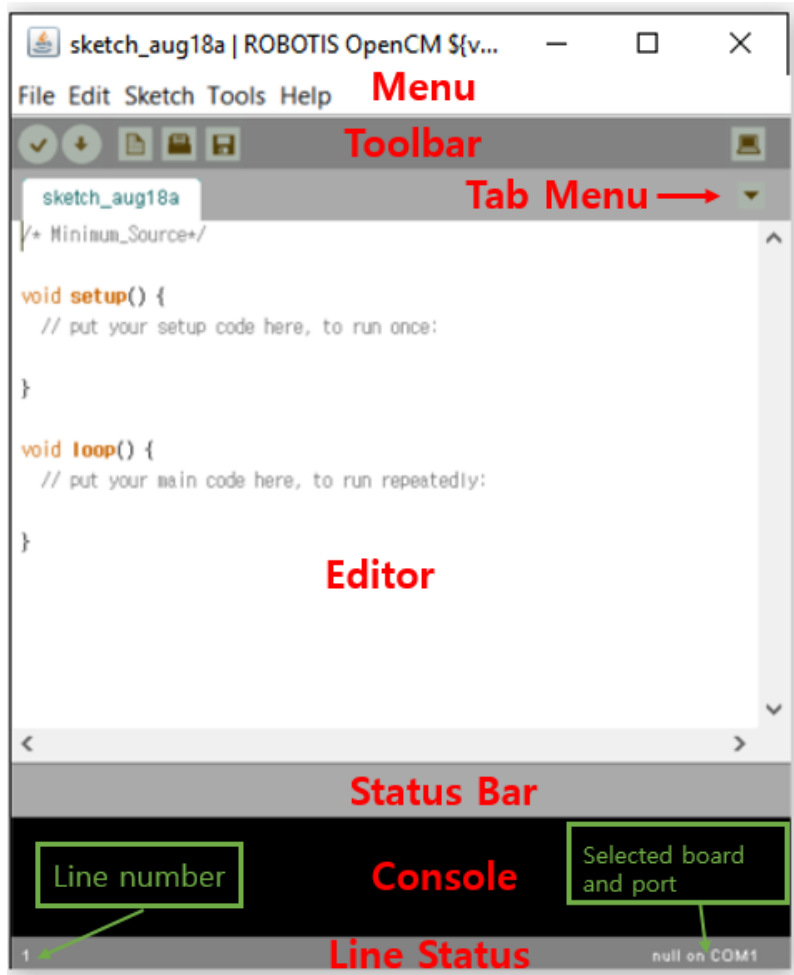 sketch_aug18a | ROBOTIS OpenCM ${v...
File Edit Sketch Tools Help Menu
Toolbar
sketch_aug18a Tab Menu
/* Minimum_Source*/
void setup() {
// put your setup code here, to run once:
}
void loop() {
// put your main code here, to run repeatedly:
}
Editor
Status Bar
Line number
Console
Selected board
and port
1 Line Status null on COM1